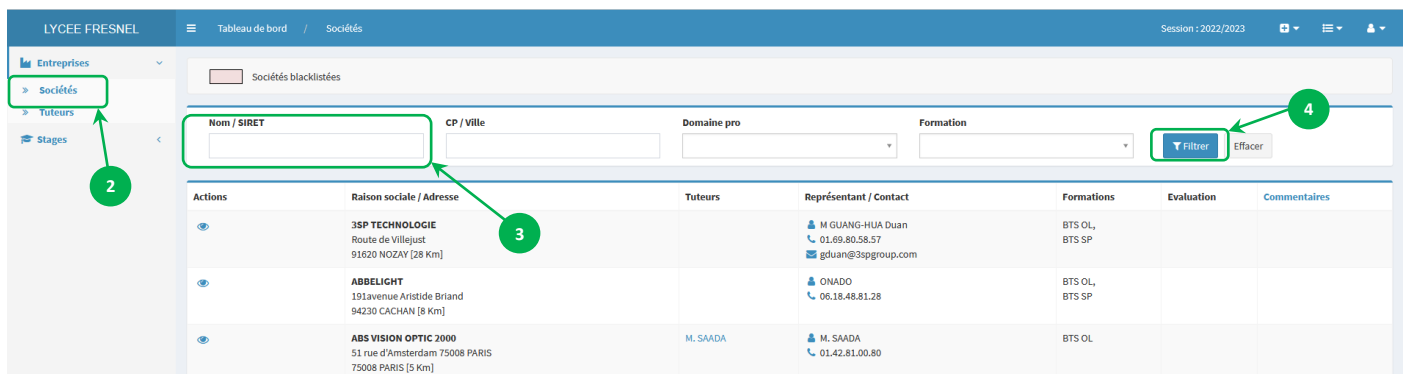 LYCEE FRESNEL
Tableau de bord / Sociétés
Session : 2022/2023
Entreprises
» Sociétés
» Tuteurs
Stages
2
Sociétés blacklistées
Nom / SIRET CP / Ville Domaine pro Formation
Filtrer Effacer
4
3
Actions Raison sociale / Adresse Tuteurs Représentant / Contact Formations Evaluation Commentaires
3SP TECHNOLOGIE M GUANG-HUA Duan BTS OL,
Route de Villejust 01.69.80.58.57 BTS SP
91620 NOZAY [28 Km] gduan@3spgroup.com
ABBELIGHT ONADO BTS OL,
191avenue Aristide Briand 06.18.48.81.28 BTS SP
94230 CACHAN [8 Km]
ABS VISION OPTIC 2000 M. SAADA M. SAADA BTS OL
51 rue d'Amsterdam 75008 PARIS 01.42.81.00.80
75008 PARIS [5 Km]